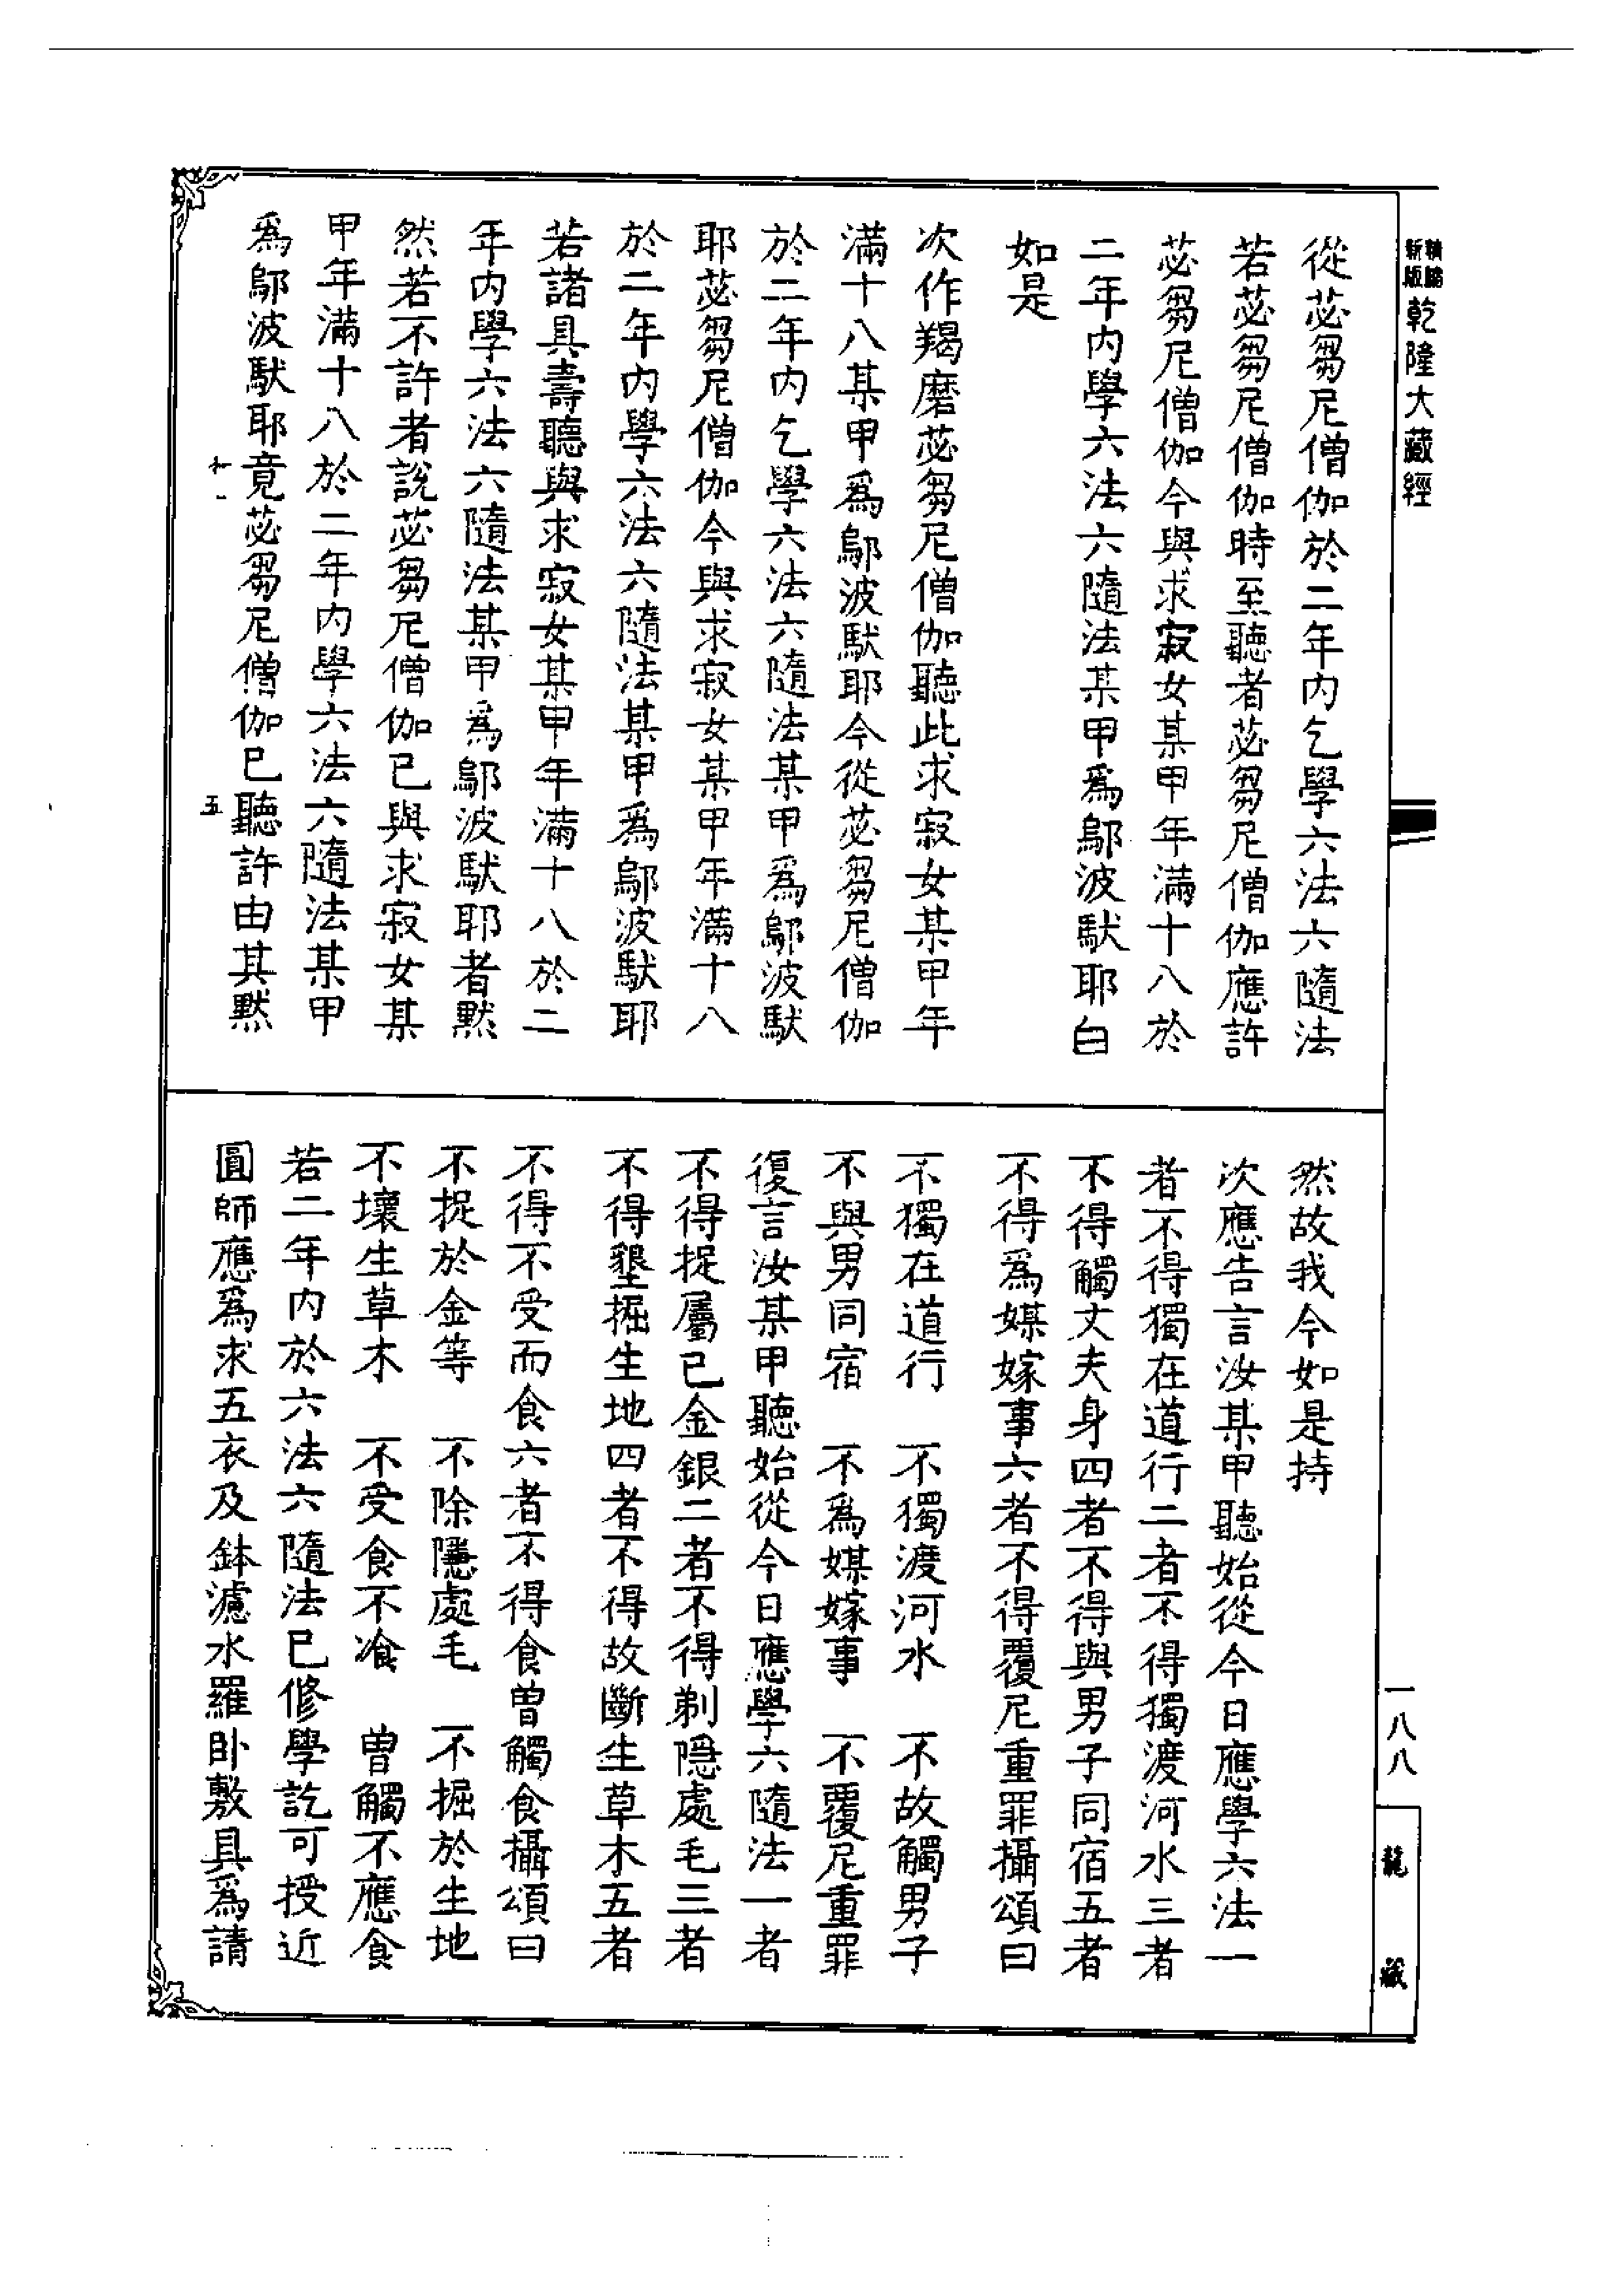 新版
精縮
乾隆大藏經
從苾芻尼僧伽於二年内乞學六法六隨法
若苾芻尼僧伽時至聽者苾芻尼僧伽應許
苾芻尼僧伽今與求寂女某甲年滿十八於
二年内學六法六隨法某甲爲鄔波馱耶白
如是
次作羯磨苾芻尼僧伽聽此求寂女某甲年
滿十八某甲爲鄔波馱耶今從苾芻尼僧伽
於二年内乞學六法六隨法某甲爲鄔波馱
耶苾芻尼僧伽今與求寂女某甲年滿十八
於二年内學六法六隨法某甲爲鄔波馱耶
若諸具壽聽與求寂女某甲年滿十八於二
年内學六法六隨法某甲爲鄔波馱耶者黙
然若不許者説苾芻尼僧伽已與求寂女某
甲年滿十八於二年内學六法六隨法某甲
爲鄔波馱耶竟苾芻尼僧伽已聽許由其黙
五
然故我今如是持
次應告言汝某甲聽始從今日應學六法一
者不得獨在道行二者不得獨渡河水三者
不得觸丈夫身四者不得與男子同宿五者
不得爲媒嫁事六者不得覆尼重罪攝頌曰
不獨在道行　不獨渡河水　不故觸男子
不與男同宿　不爲媒嫁事　不覆尼重罪
復言汝某甲聽始從今日應學六隨法一者
不得捉屬已金銀二者不得剃隱處毛三者
不得墾掘生地四者不得故斷生草木五者
不得不受而食六者不得食曾觸食攝頌曰
不捉於金等　不除隱處毛　不掘於生地
不壞生草木　不受食不飡　曾觸不應食
若二年内於六法六隨法已修學訖可授近
圓師應爲求五衣及鉢濾水羅卧敷具爲請
一八八
龍藏